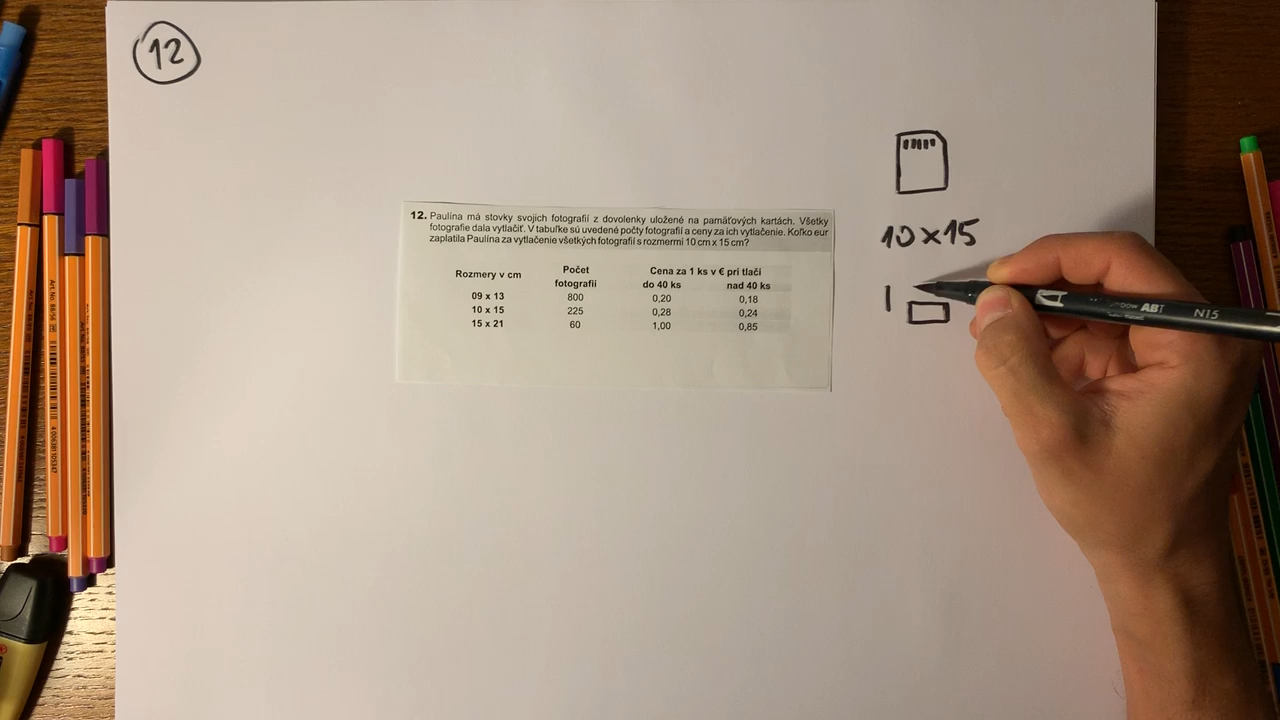 12
12. Paulína má stovky svojich fotografií z dovolenky uložené na pamäťových kartách. Všetky
fotografie dala vytlačiť. V tabuľke sú uvedené počty fotografií a ceny za ich vytlačenie. Koľko eur
zaplatila Paulína za vytlačenie všetkých fotografií s rozmermi 10 cm x 15 cm?
Rozmery v cm Počet fotografií Cena za 1 ks v € pri tlači
do 40 ks nad 40 ks
09 x 13 800 0,20 0,18
10 x 15 225 0,28 0,24
15 x 21 60 1,00 0,85
10x15
1
ABT N15